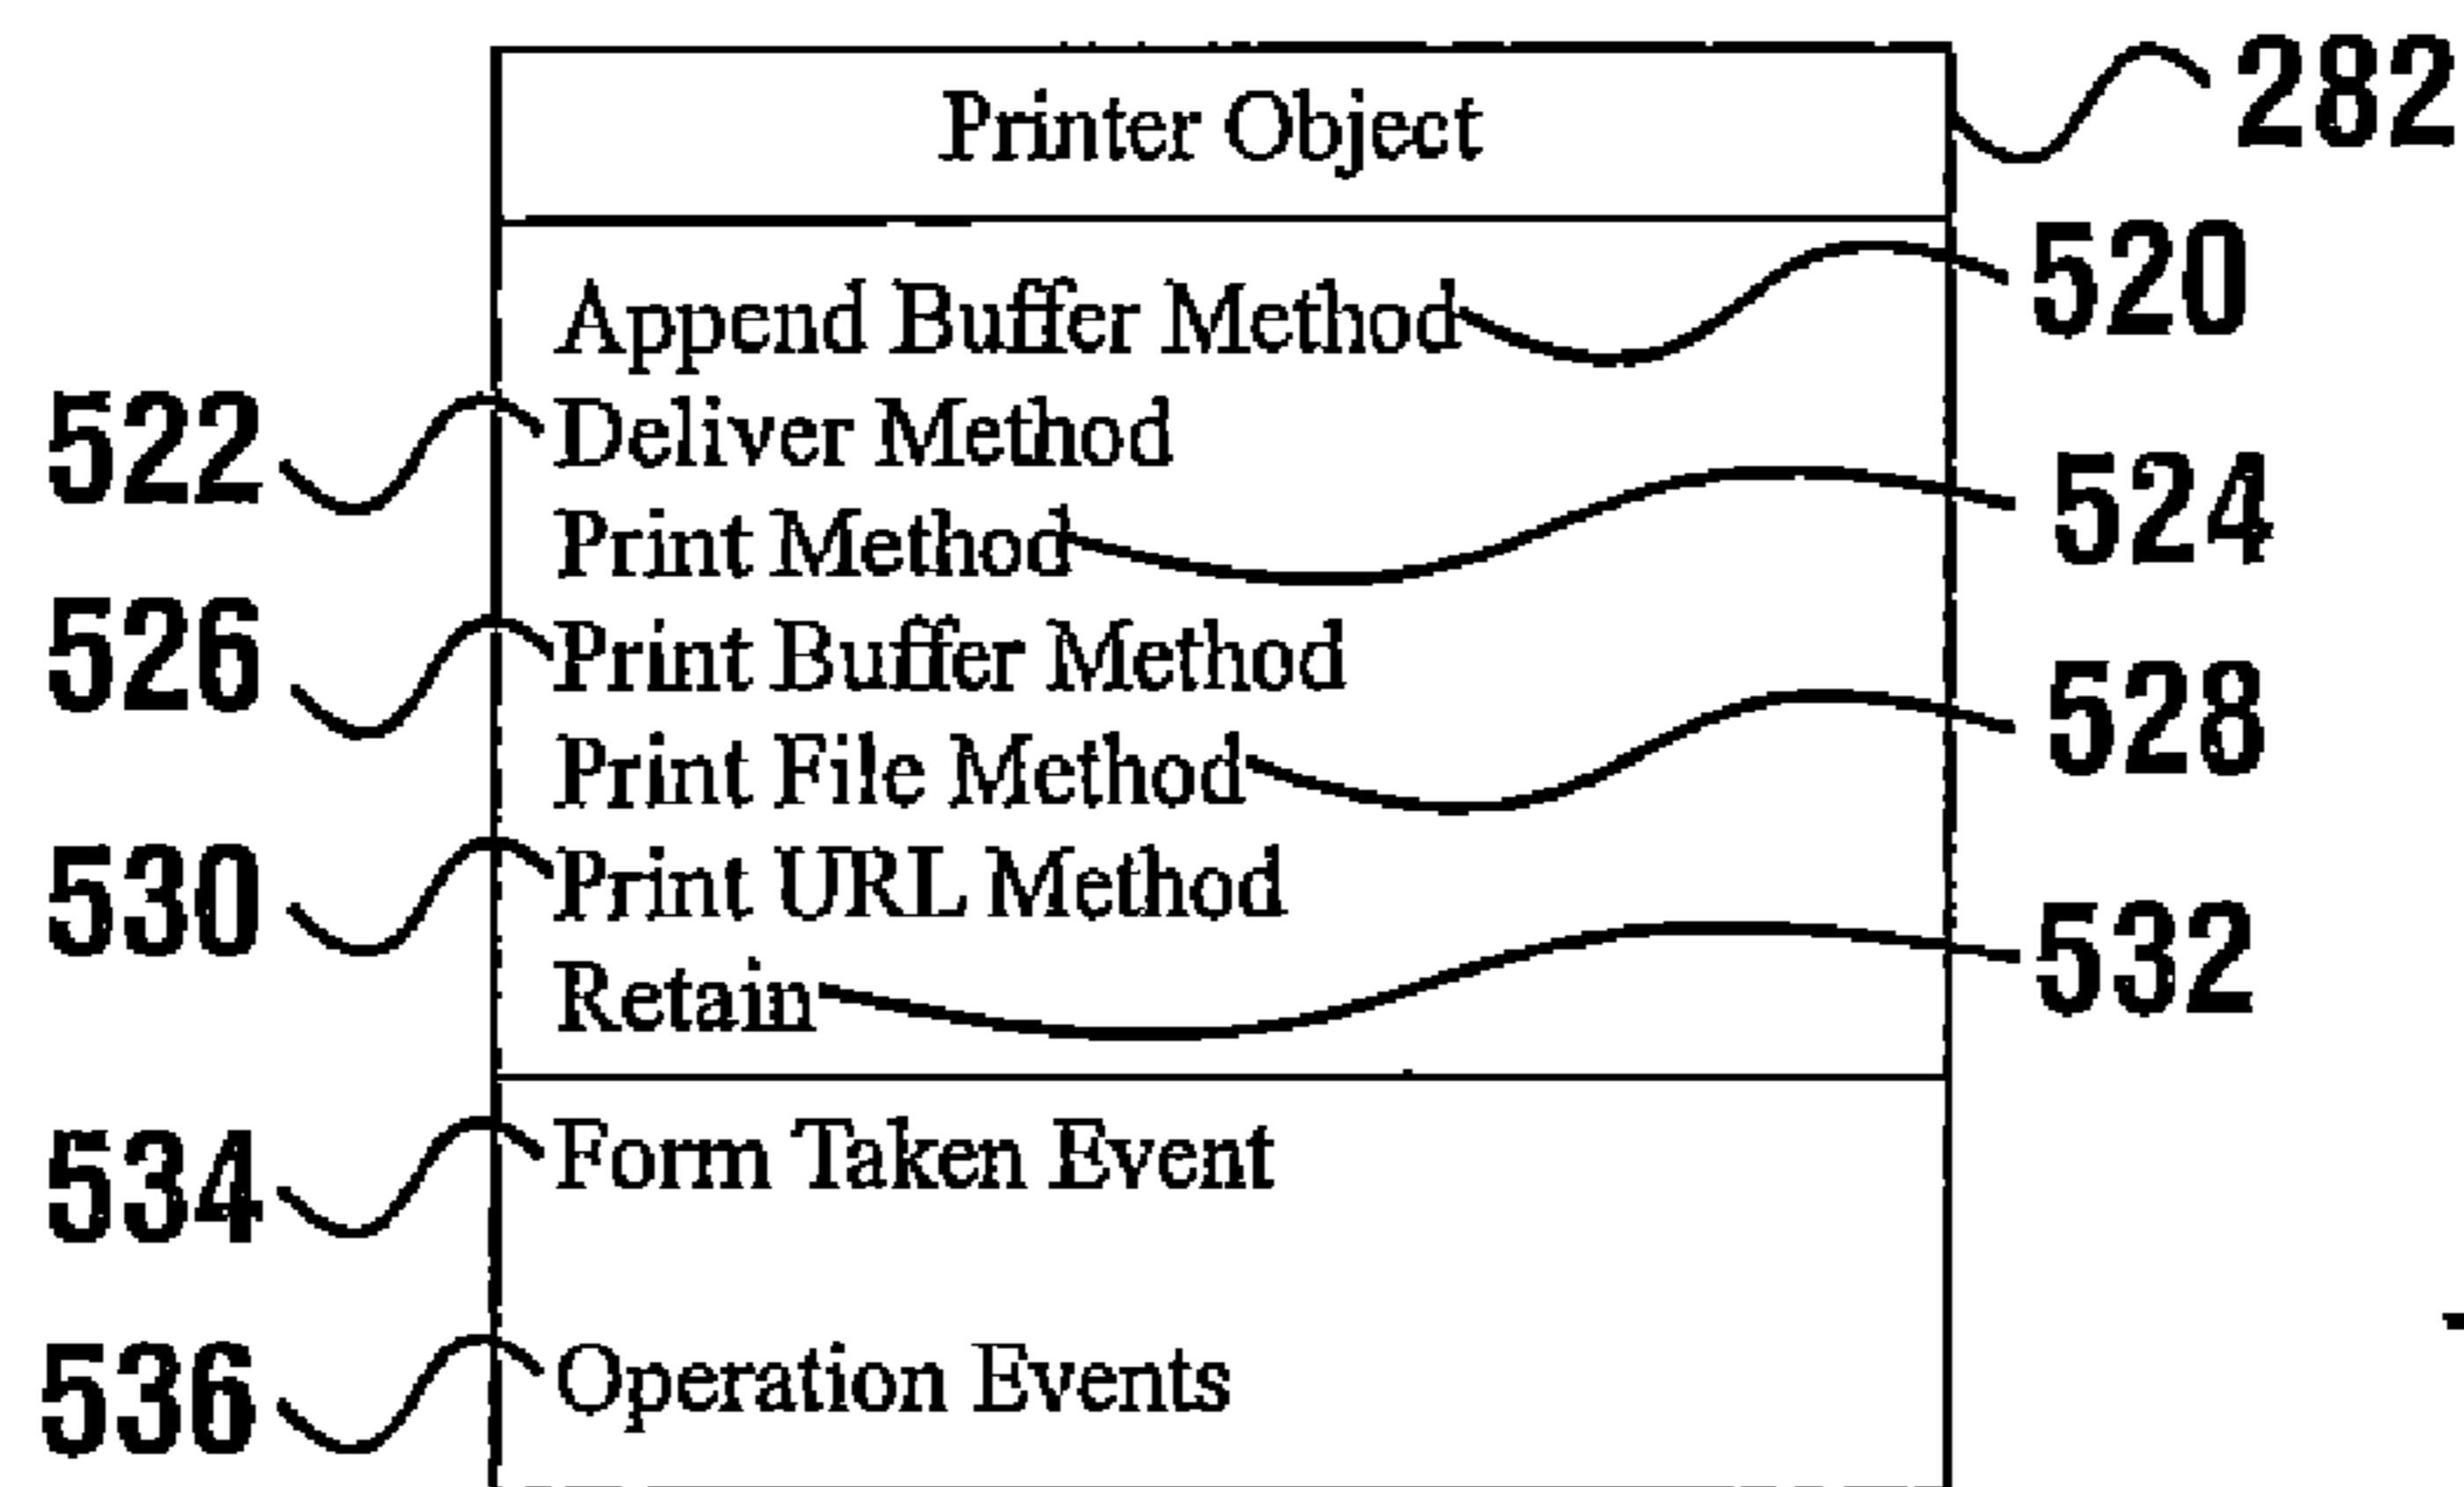 Printer Object 282
Append Buffer Method 520
522 Deliver Method
Print Method 524
526 Print Buffer Method
Print File Method 528
530 Print URL Method
Retain 532
534 Form Taken Event
536 Operation Events